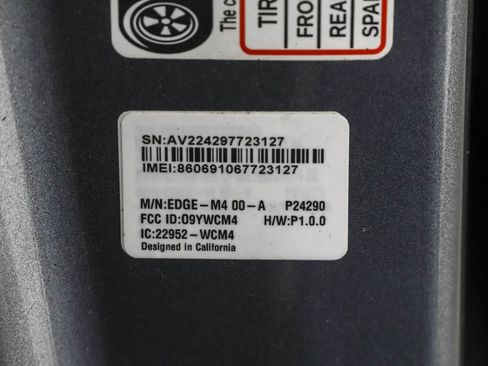 The c
TIR
FRO
REA
SPA
SN:AV224297723127
IMEI:860691067723127
M/N:EDGE-M4 00-A P24290
FCC ID:O9YWCM4 H/W:P1.0.0
IC:22952-WCM4
Designed in California